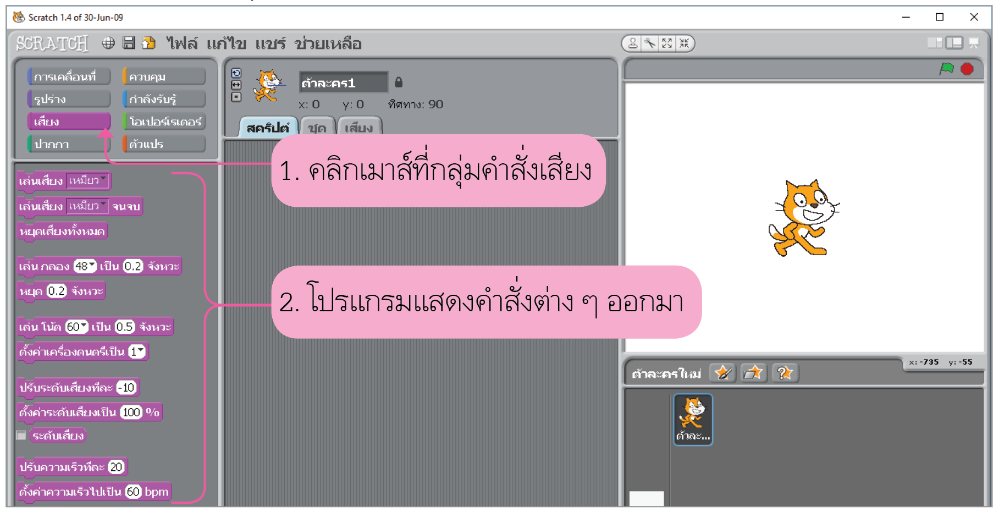 Scratch 1.4 of 30-Jun-09
SCRATCH ไฟล์ แก้ไข แชร์ ช่วยเหลือ
การเคลื่อนที่ ควบคุม
รูปร่าง กำลังรับรู้
เสียง โอเปอร์เรเตอร์
ปากกา ตัวแปร
ตัวละคร1
x: 0 y: 0 ทิศทาง: 90
สคริปต์ ชุด เสียง
1. คลิกเมาส์ที่กลุ่มคำสั่งเสียง
เล่นเสียง เหมียว
เล่นเสียง เหมียว จนจบ
หยุดเสียงทั้งหมด
เล่น กลอง 48 เป็น 0.2 จังหวะ
หยุด 0.2 จังหวะ
2. โปรแกรมแสดงคำสั่งต่าง ๆ ออกมา
เล่น โน้ต 60 เป็น 0.5 จังหวะ
ตั้งค่าเครื่องดนตรีเป็น 1
ปรับระดับเสียงทีละ -10
ตั้งค่าระดับเสียงเป็น 100 %
ระดับเสียง
ปรับความเร็วทีละ 20
ตั้งค่าความเร็วไปเป็น 60 bpm
x: -735 y: -55
ตัวละครใหม่
ตัวละ...